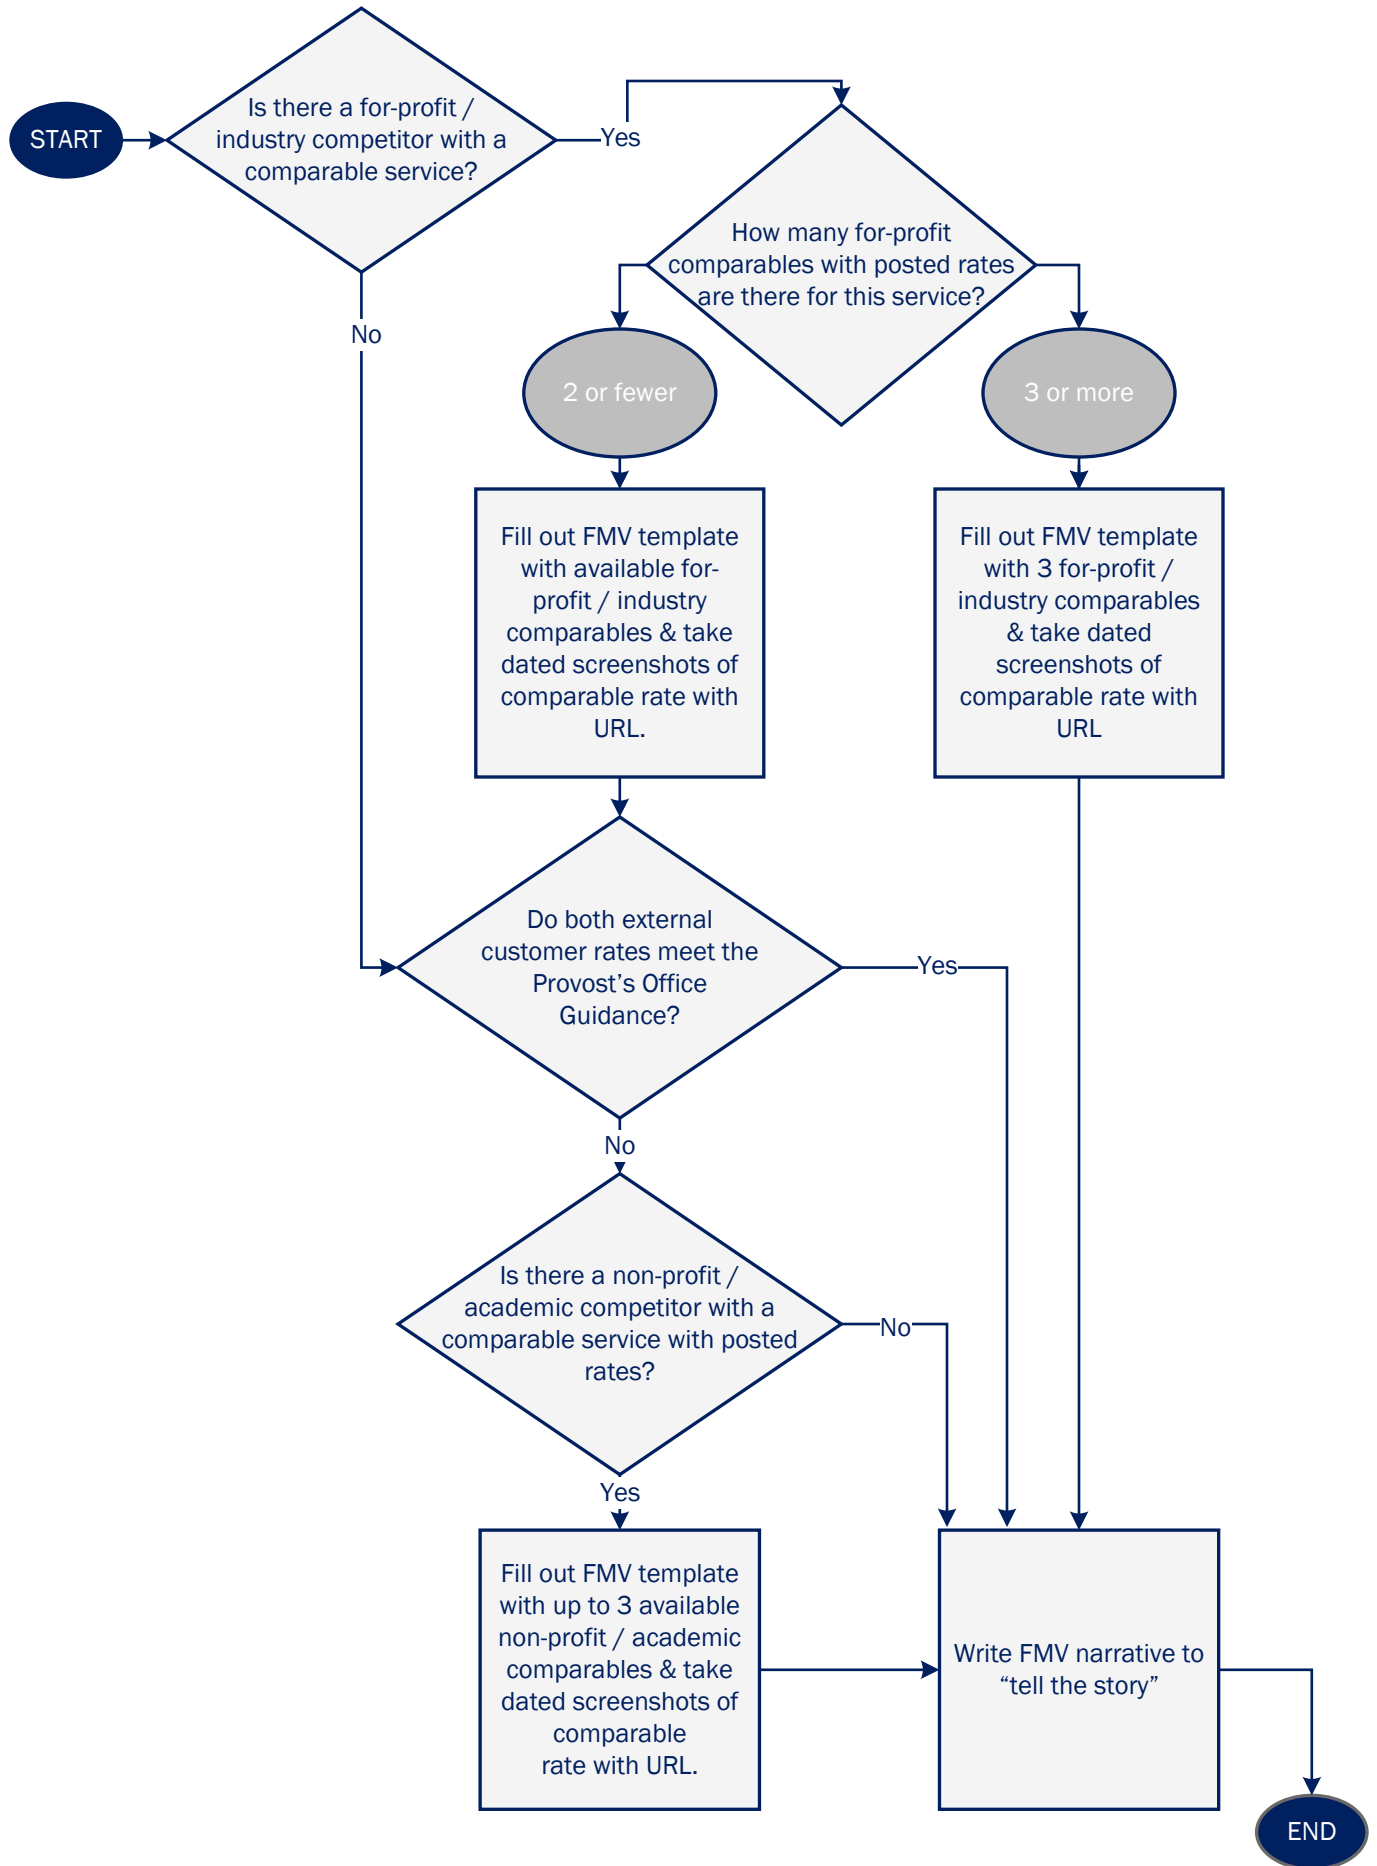 START
Is there a for-profit /
industry competitor with a
comparable service?
Yes
How many for-profit
comparables with posted rates
are there for this service?
No
2 or fewer
3 or more
Fill out FMV template
with available for-
profit / industry
comparables & take
dated screenshots of
comparable rate with
URL.
Fill out FMV template
with 3 for-profit /
industry comparables
& take dated
screenshots of
comparable rate with
URL
Do both external
customer rates meet the
Provost’s Office
Guidance?
Yes
No
Is there a non-profit /
academic competitor with a
comparable service with posted
rates?
No
Yes
Fill out FMV template
with up to 3 available
non-profit / academic
comparables & take
dated screenshots of
comparable
rate with URL.
Write FMV narrative to
“tell the story”
END